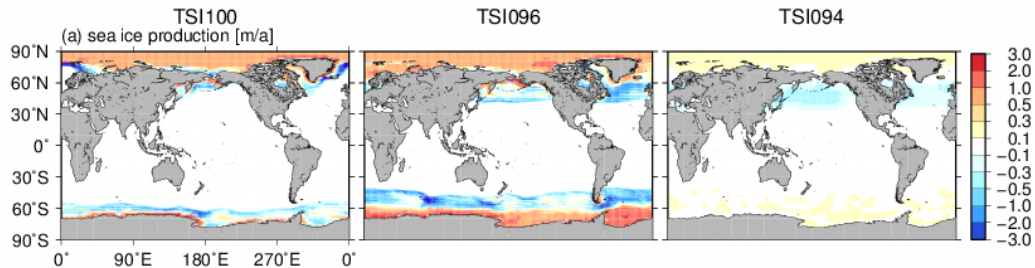 TSI100 TSI096 TSI094
(a) sea ice production [m/a]
90°N
60°N
30°N
0°
30°S
60°S
90°S
0° 90°E 180°E 270°E 0°
3.0
2.0
1.0
0.5
0.3
0.1
−0.1
−0.3
−0.5
−1.0
−2.0
−3.0